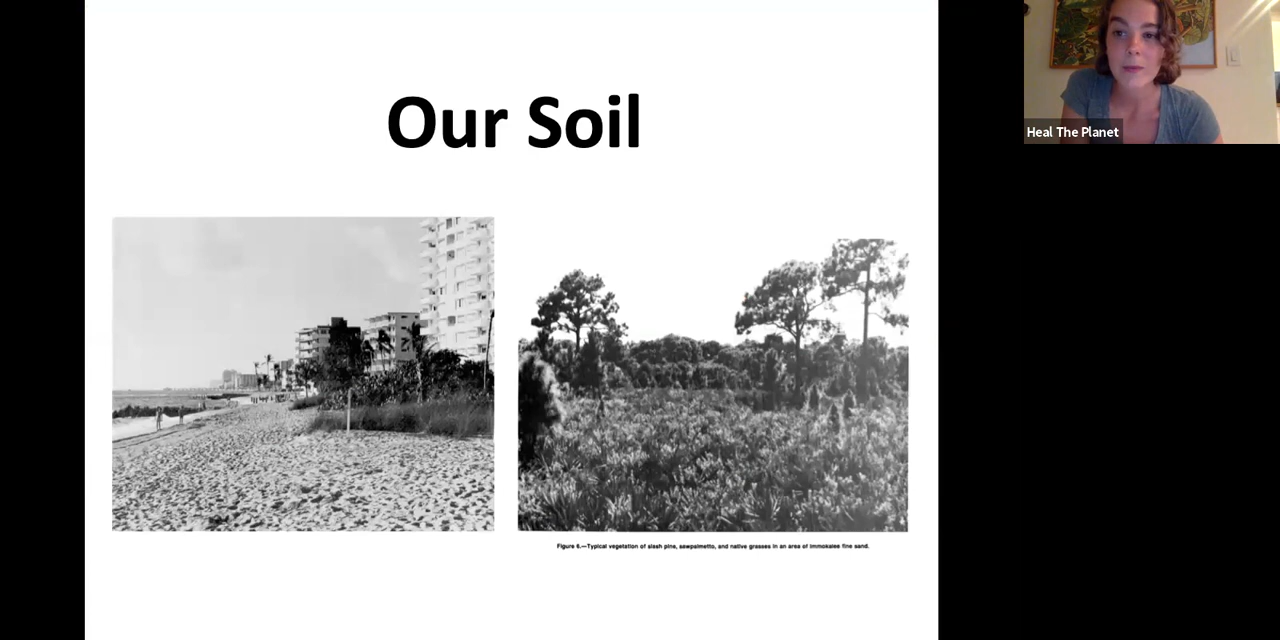 Our Soil
Heal The Planet
Figure 6.—Typical vegetation of slash pine, sawpalmetto, and native grasses in an area of Immokalee fine sand.